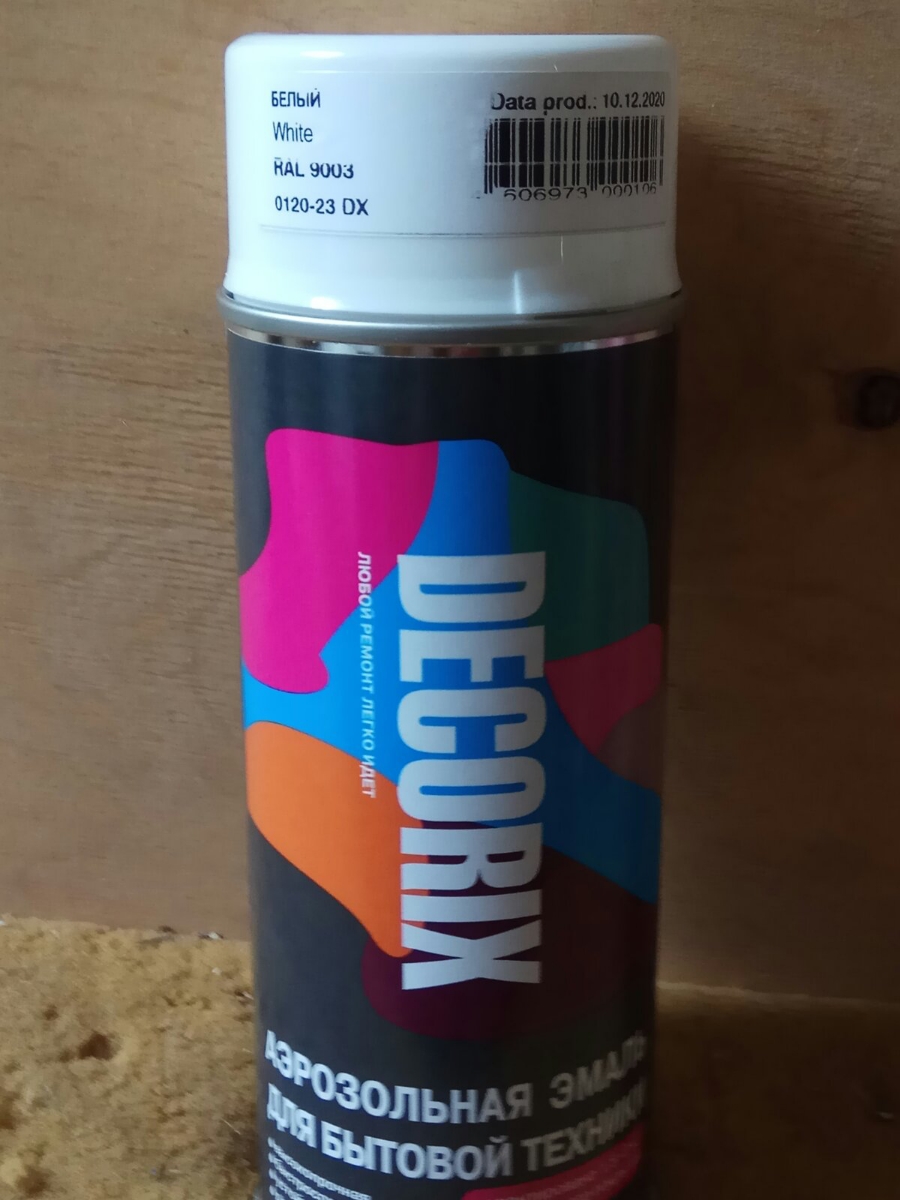 БЕЛЫЙ
White
RAL 9003
0120-23 DX
Data prod.: 10.12.2020
606973 000106
DECORIX
ЛЮБОЙ РЕМОНТ ЛЕГКО ИДЕТ
АЭРОЗОЛЬНАЯ ЭМАЛЬ
ДЛЯ БЫТОВОЙ ТЕХНИКИ